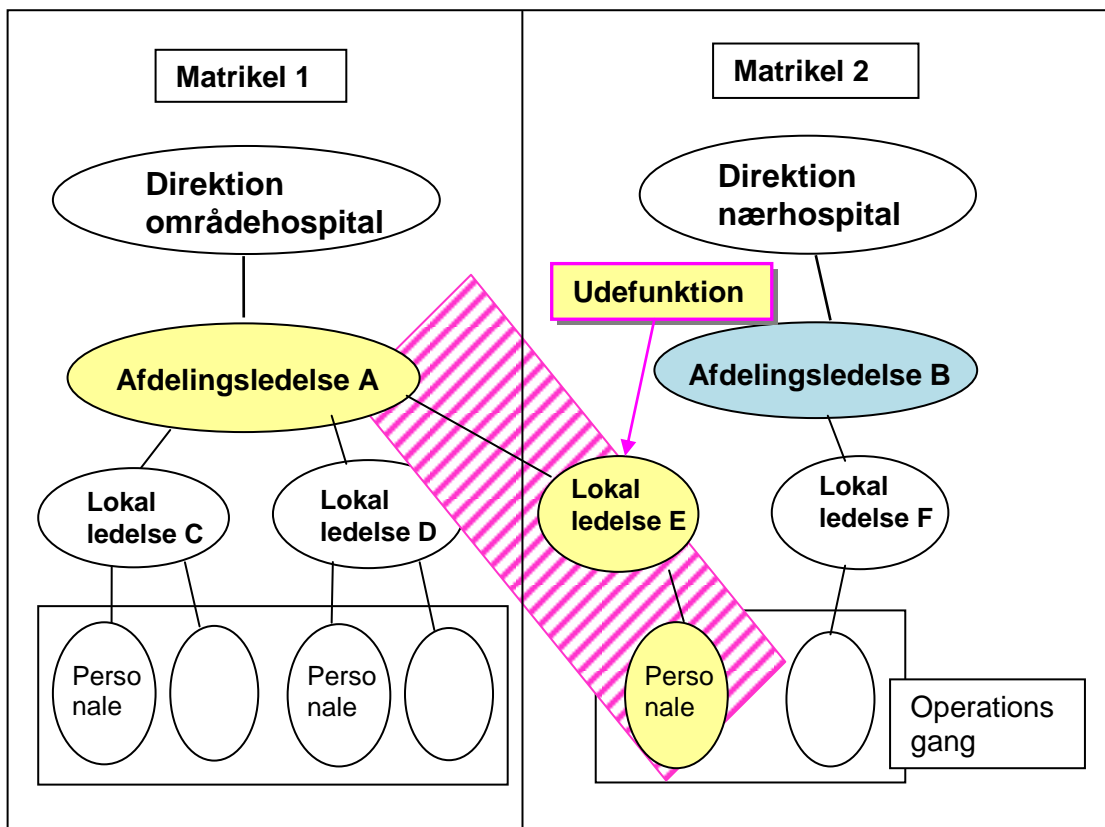 Matrikel 1
Matrikel 2
Direktion
områdehospital
Direktion
nærhospital
Udefunktion
Afdelingsledelse A
Afdelingsledelse B
Lokal
ledelse C
Lokal
ledelse D
Lokal
ledelse E
Lokal
ledelse F
Perso
nale
Perso
nale
Perso
nale
Operations
gang